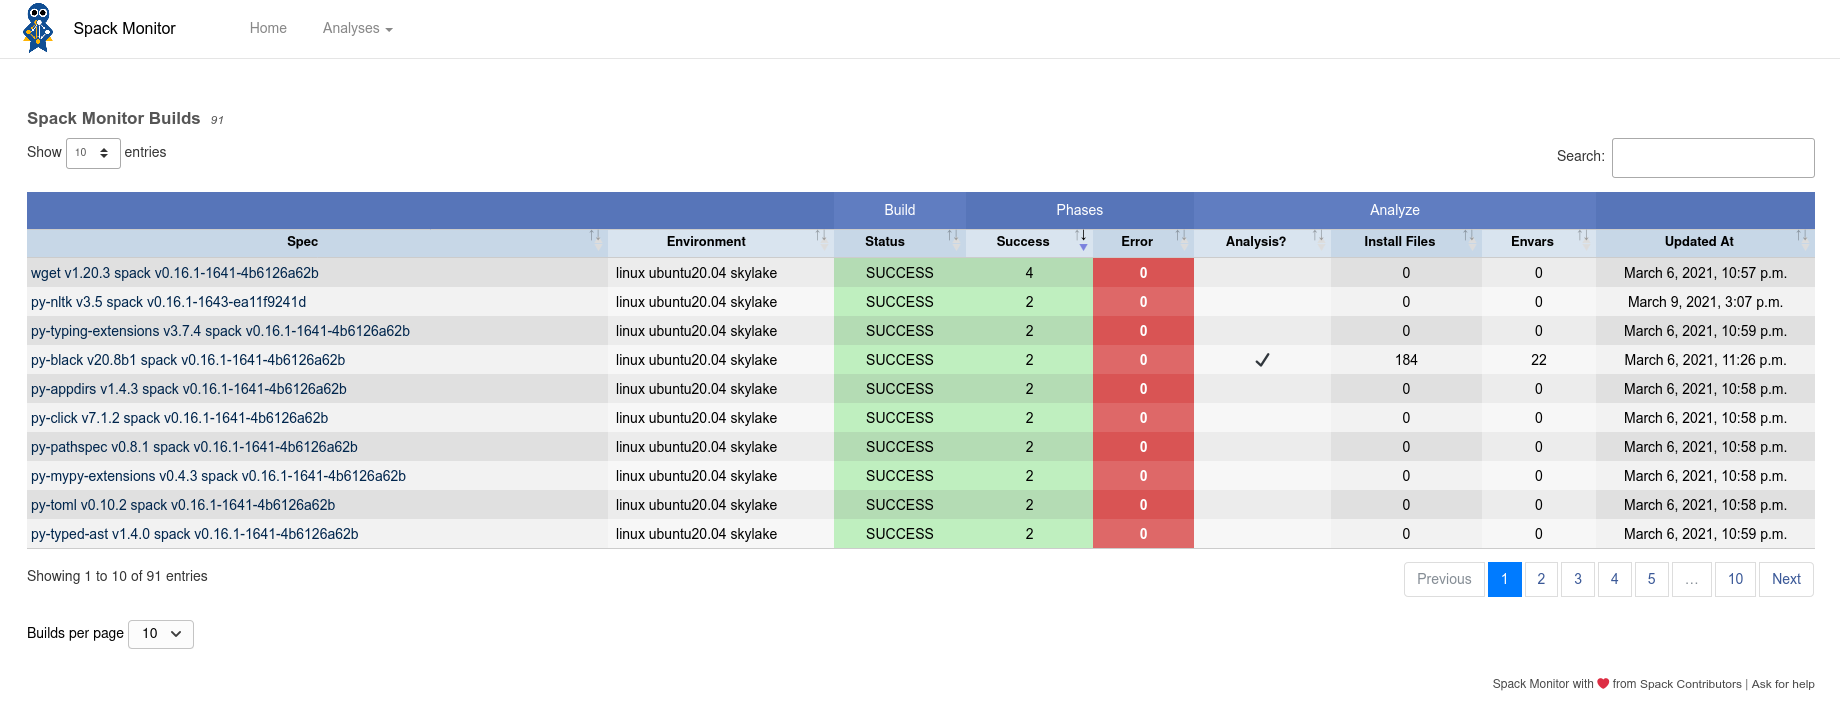 Spack Monitor Home Analyses
Spack Monitor Builds 91
Show 10 entries Search:
Build Phases Analyze
Spec Environment Status Success Error Analysis? Install Files Envars Updated At
wget v1.20.3 spack v0.16.1-1641-4b6126a62b linux ubuntu20.04 skylake SUCCESS 4 0 0 0 March 6, 2021, 10:57 p.m.
py-nltk v3.5 spack v0.16.1-1643-ea11f9241d linux ubuntu20.04 skylake SUCCESS 2 0 0 0 March 9, 2021, 3:07 p.m.
py-typing-extensions v3.7.4 spack v0.16.1-1641-4b6126a62b linux ubuntu20.04 skylake SUCCESS 2 0 0 0 March 6, 2021, 10:59 p.m.
py-black v20.8b1 spack v0.16.1-1641-4b6126a62b linux ubuntu20.04 skylake SUCCESS 2 0 ✓ 184 22 March 6, 2021, 11:26 p.m.
py-appdirs v1.4.3 spack v0.16.1-1641-4b6126a62b linux ubuntu20.04 skylake SUCCESS 2 0 0 0 March 6, 2021, 10:58 p.m.
py-click v7.1.2 spack v0.16.1-1641-4b6126a62b linux ubuntu20.04 skylake SUCCESS 2 0 0 0 March 6, 2021, 10:58 p.m.
py-pathspec v0.8.1 spack v0.16.1-1641-4b6126a62b linux ubuntu20.04 skylake SUCCESS 2 0 0 0 March 6, 2021, 10:58 p.m.
py-mypy-extensions v0.4.3 spack v0.16.1-1641-4b6126a62b linux ubuntu20.04 skylake SUCCESS 2 0 0 0 March 6, 2021, 10:58 p.m.
py-toml v0.10.2 spack v0.16.1-1641-4b6126a62b linux ubuntu20.04 skylake SUCCESS 2 0 0 0 March 6, 2021, 10:58 p.m.
py-typed-ast v1.4.0 spack v0.16.1-1641-4b6126a62b linux ubuntu20.04 skylake SUCCESS 2 0 0 0 March 6, 2021, 10:59 p.m.
Showing 1 to 10 of 91 entries Previous 1 2 3 4 5 … 10 Next
Builds per page 10
Spack Monitor with ❤ from Spack Contributors | Ask for help